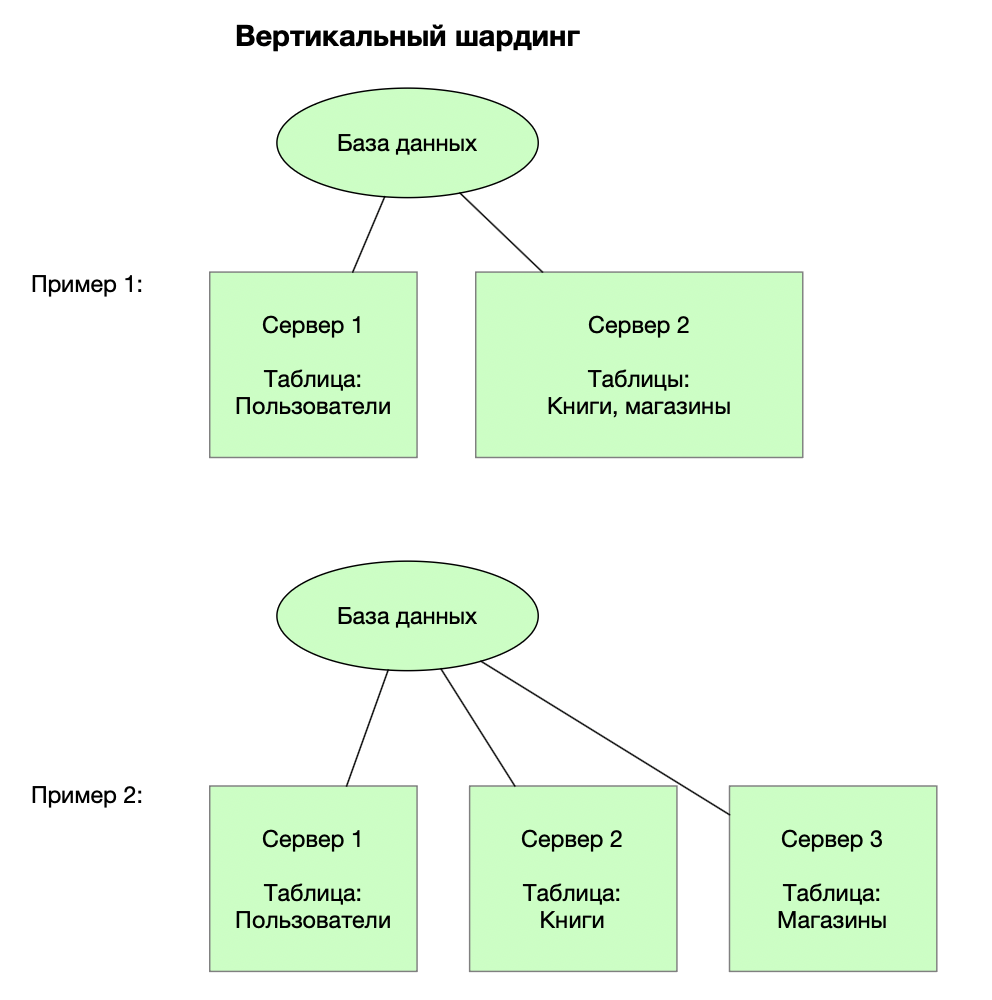 Вертикальный шардинг
База данных
Пример 1:
Сервер 1
Таблица:
Пользователи
Сервер 2
Таблицы:
Книги, магазины
База данных
Пример 2:
Сервер 1
Таблица:
Пользователи
Сервер 2
Таблица:
Книги
Сервер 3
Таблица:
Магазины